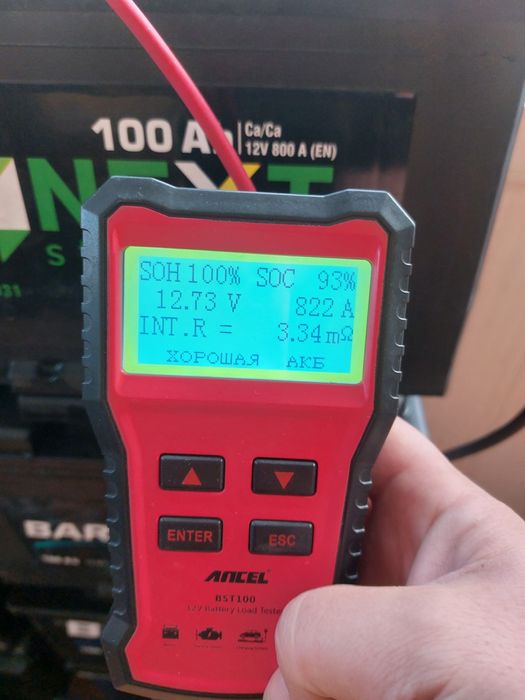 100 Ah
Ca/Ca
12V 800 A (EN)
NEXT
SOH 100% SOC 93%
12.73 V 822 A
INT.R = 3.34mΩ
ХОРОШАЯ АКБ
ENTER
ESC
BAR
ANCEL
BST100
12V Battery Load Tester